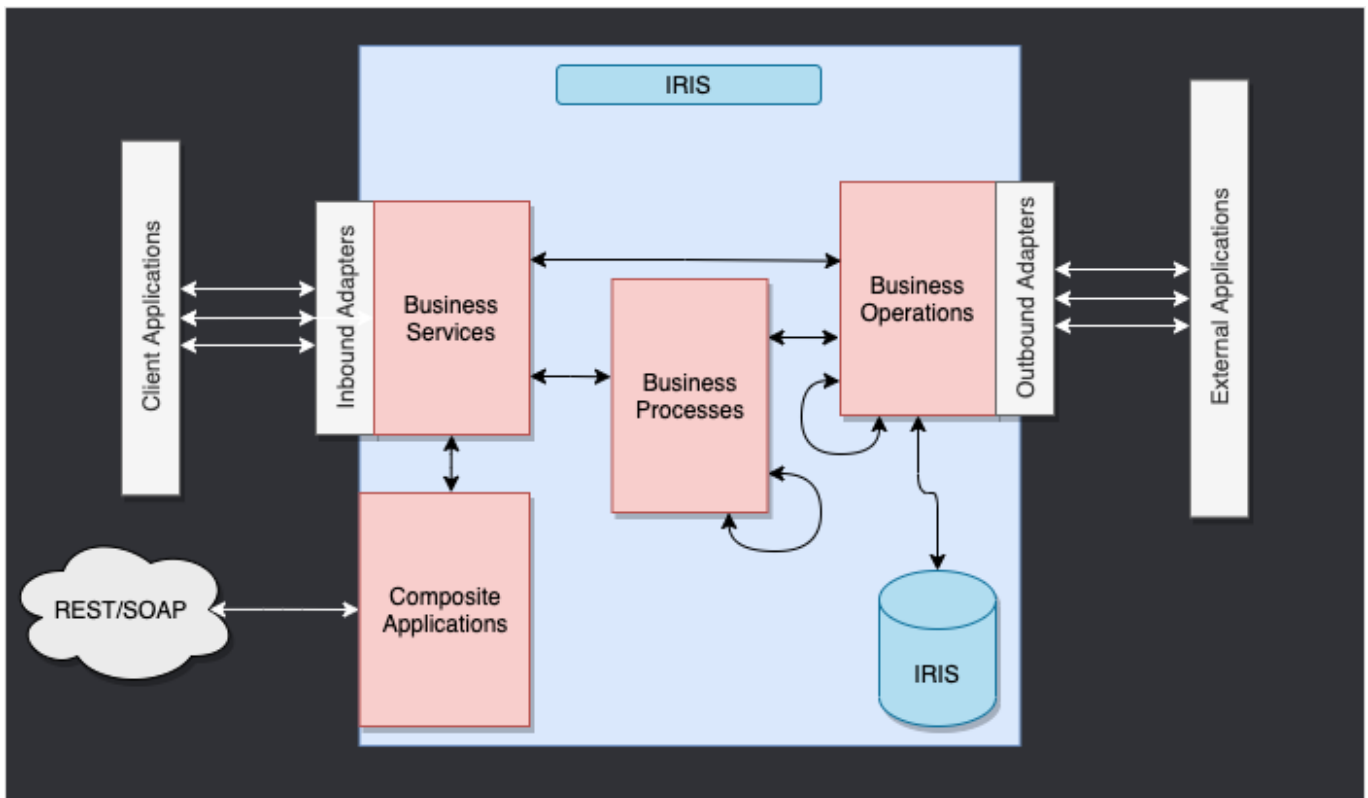 IRIS
Client Applications
Inbound Adapters
Business
Services
Business
Processes
Business
Operations
Outbound Adapters
External Applications
REST/SOAP
Composite
Applications
IRIS